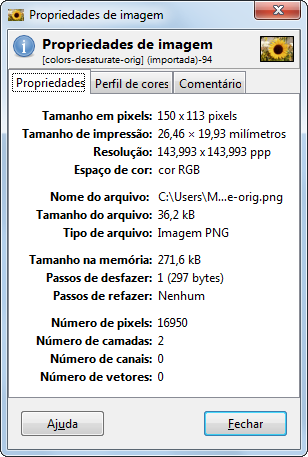 Propriedades de imagem
Propriedades de imagem
[colors-desaturate-orig] (importada)-94
Propriedades Perfil de cores Comentário
Tamanho em pixels: 150 x 113 pixels
Tamanho de impressão: 26,46 × 19,93 milímetros
Resolução: 143,993 x 143,993 ppp
Espaço de cor: cor RGB
Nome do arquivo: C:\Users\M...e-orig.png
Tamanho do arquivo: 36,2 kB
Tipo de arquivo: Imagem PNG
Tamanho na memória: 271,6 kB
Passos de desfazer: 1 (297 bytes)
Passos de refazer: Nenhum
Número de pixels: 16950
Número de camadas: 2
Número de canais: 0
Número de vetores: 0
Ajuda Fechar